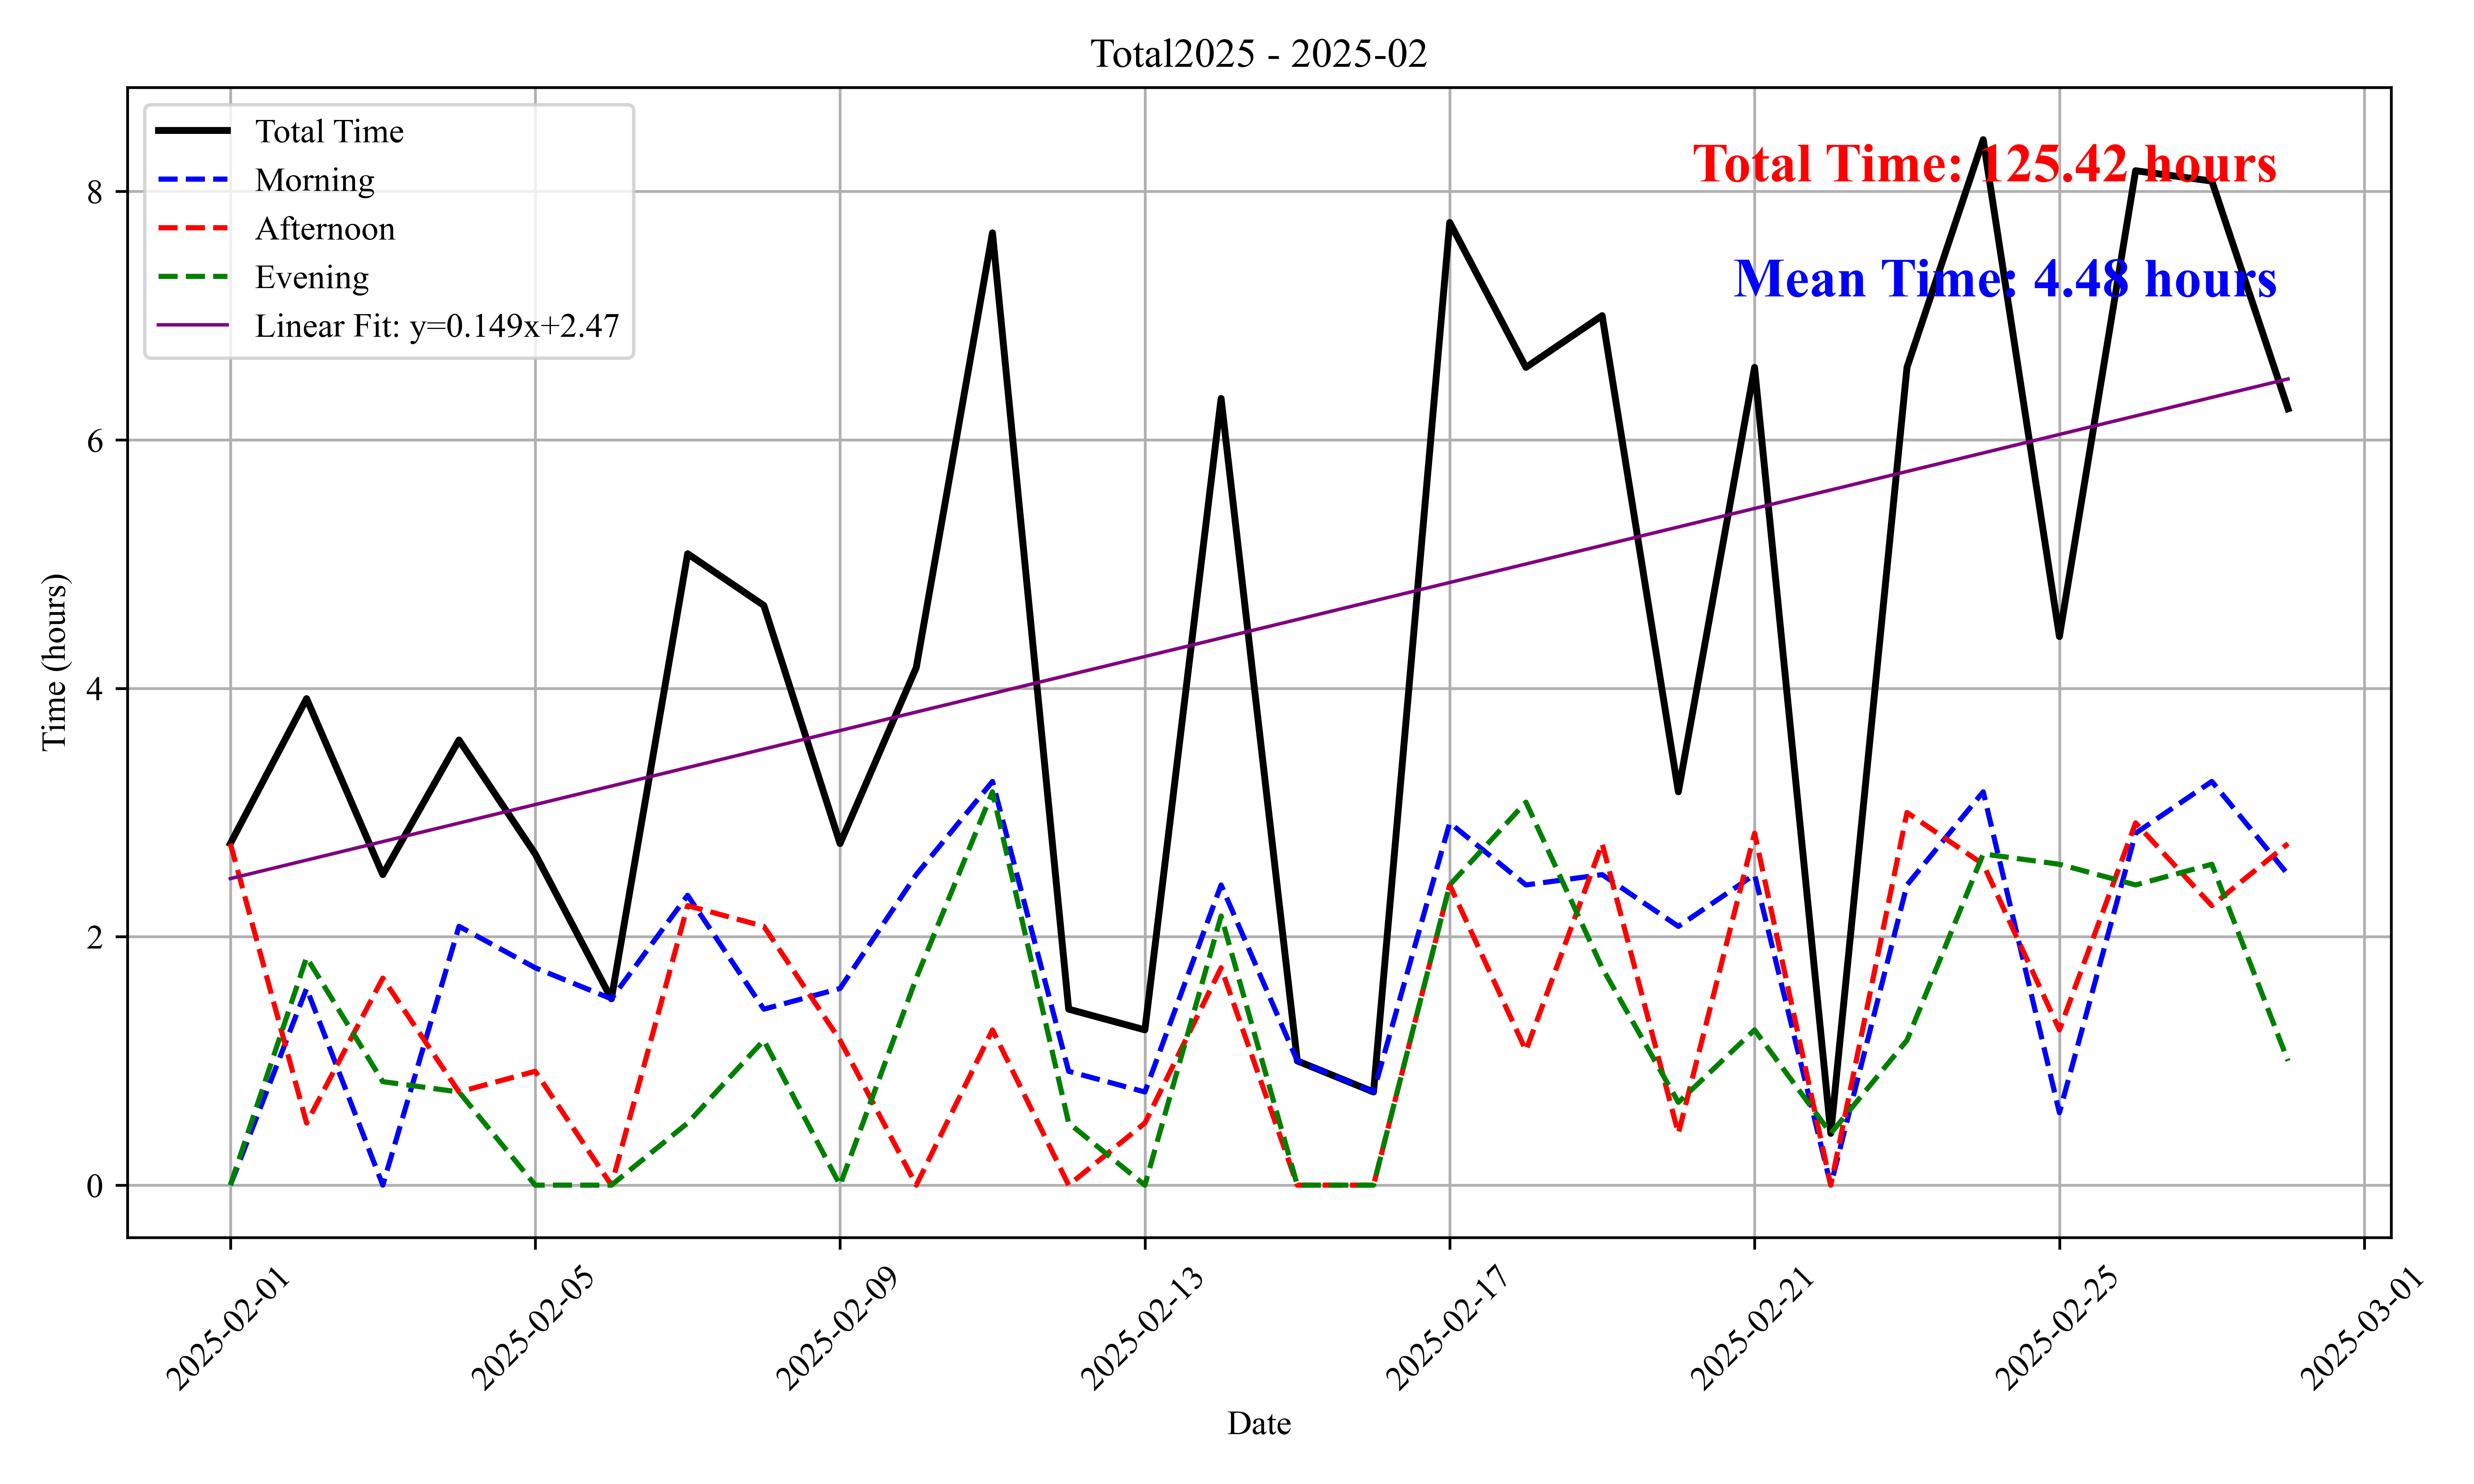 Total2025 - 2025-02
Total Time
Morning
Afternoon
Evening
Linear Fit: y=0.149x+2.47
Total Time: 125.42 hours
Mean Time: 4.48 hours
Time (hours)
8
6
4
2
0
2025-02-01
2025-02-05
2025-02-09
2025-02-13
2025-02-17
2025-02-21
2025-02-25
2025-03-01
Date